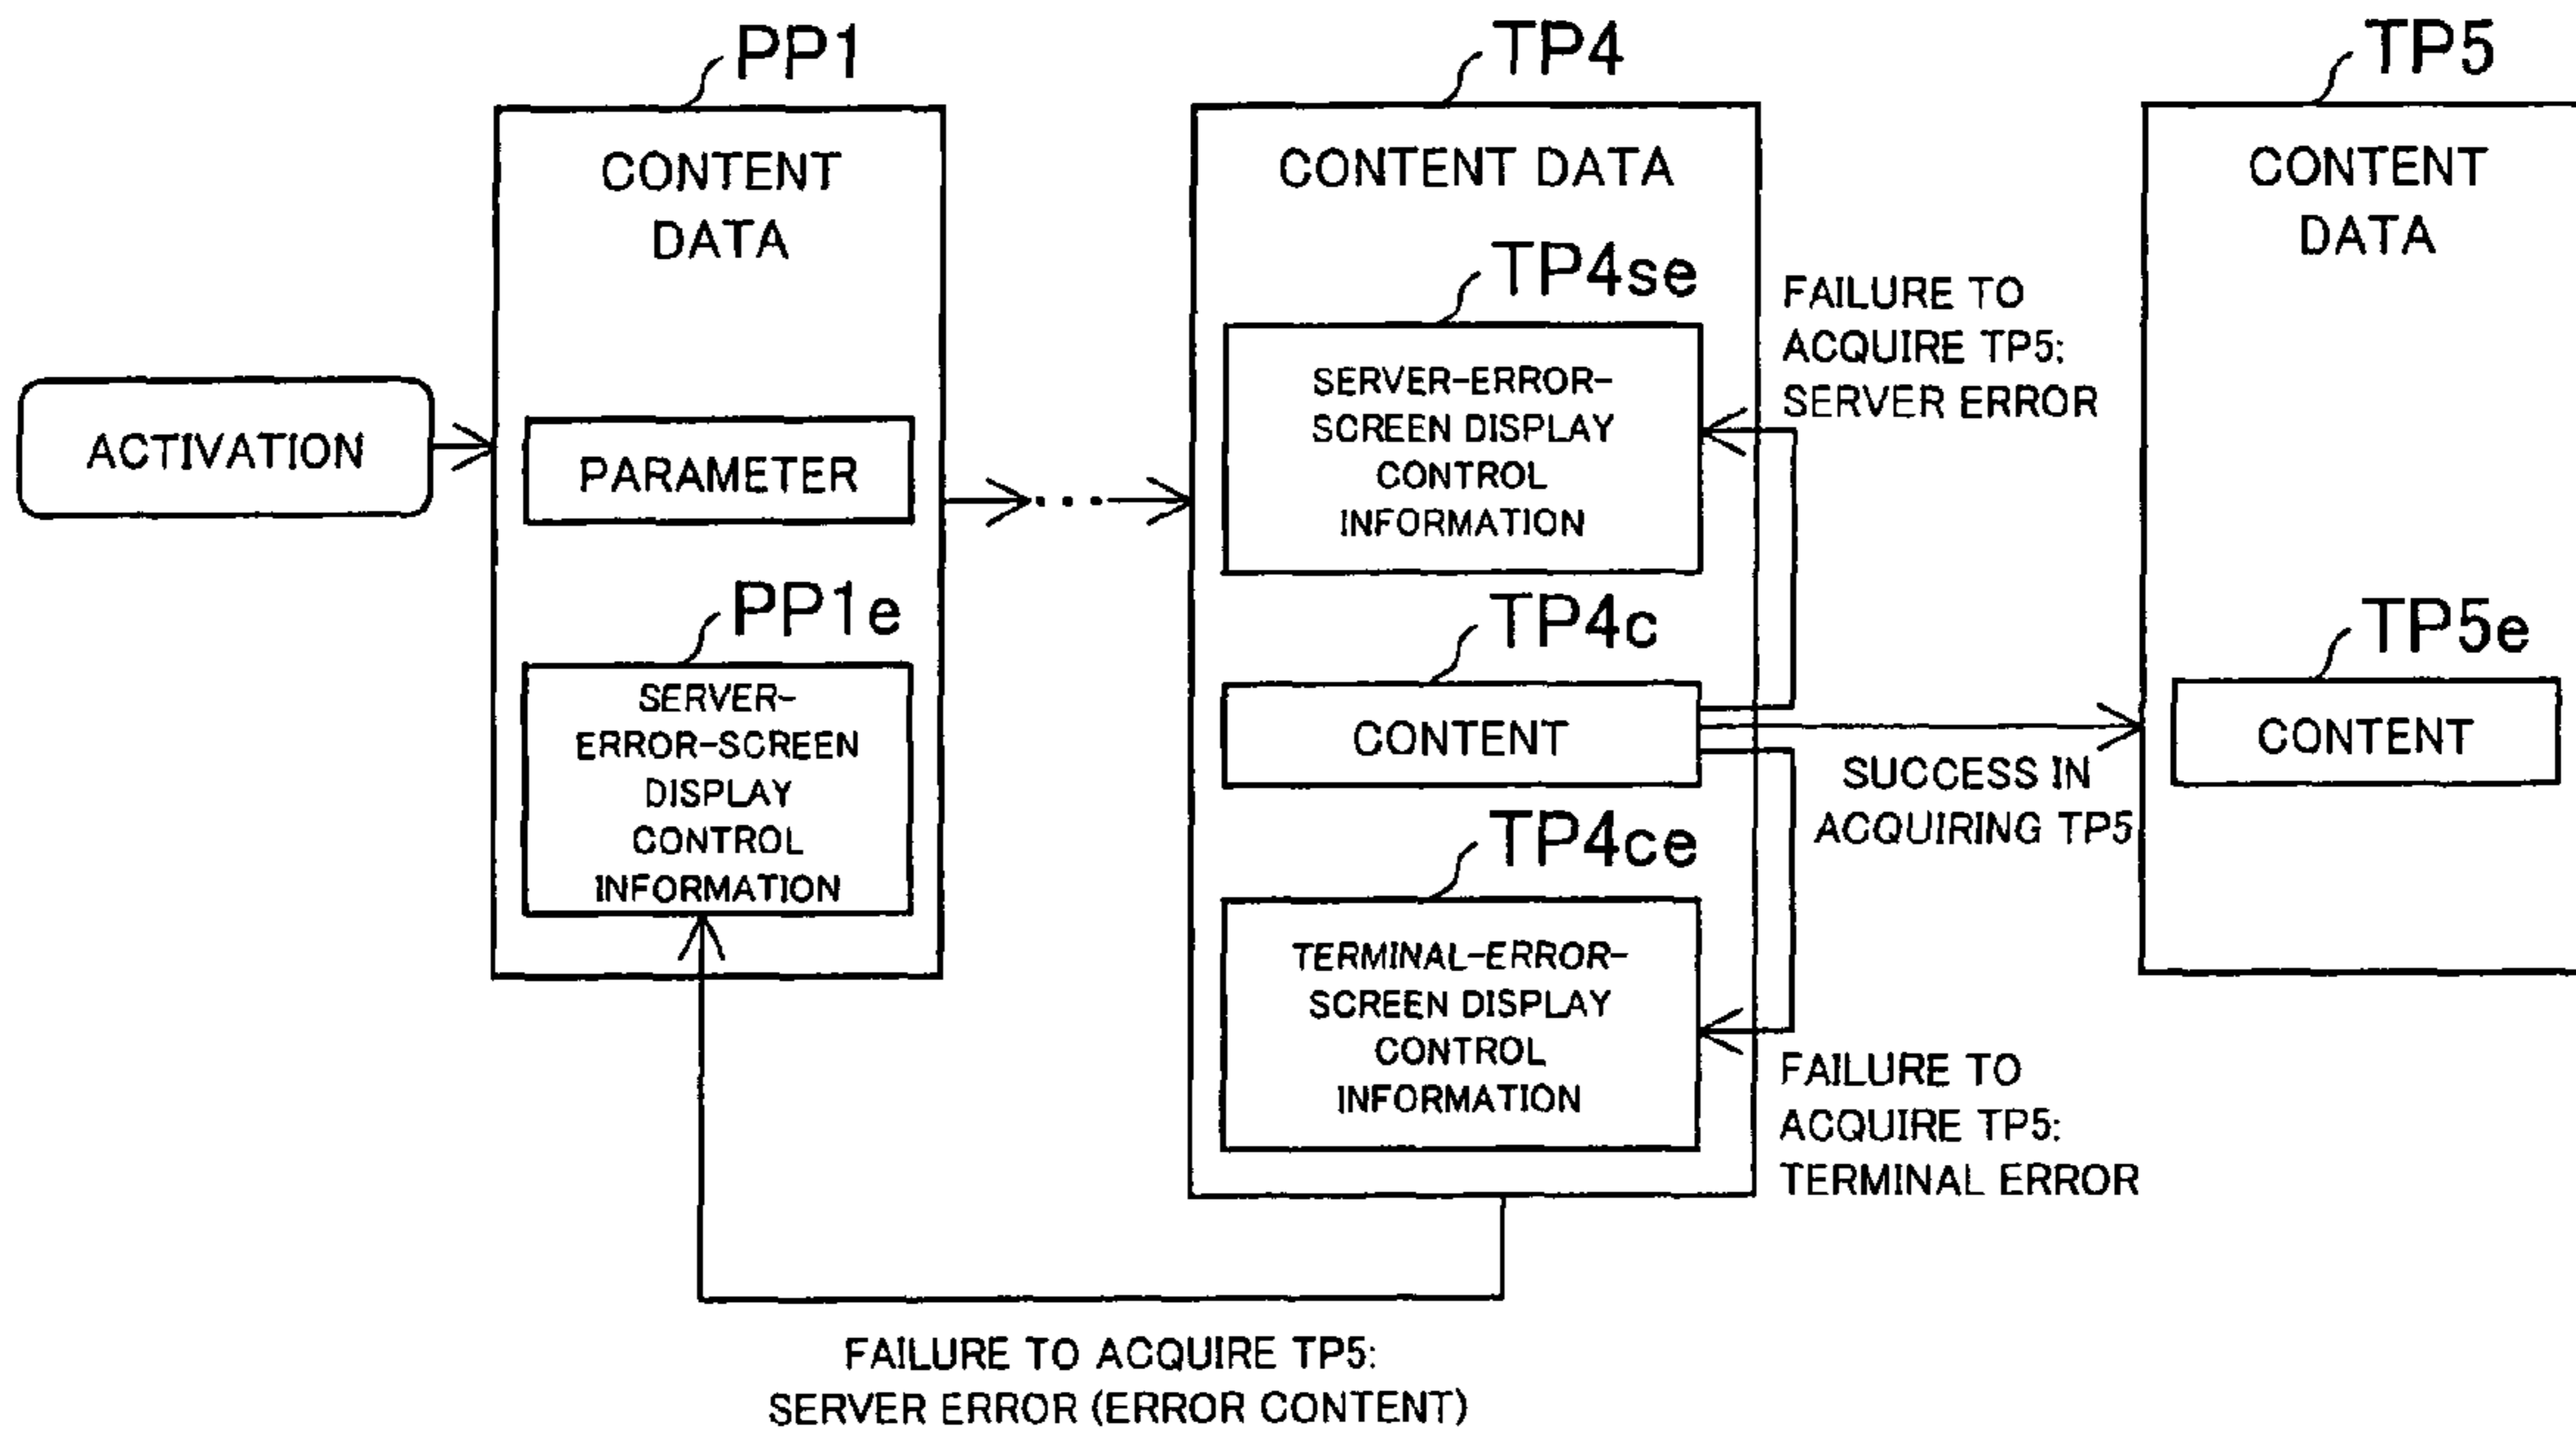 PP1
CONTENT
DATA
ACTIVATION
PARAMETER
PP1e
SERVER-
ERROR-SCREEN
DISPLAY
CONTROL
INFORMATION
TP4
CONTENT DATA
TP4se
SERVER-ERROR-
SCREEN DISPLAY
CONTROL
INFORMATION
FAILURE TO
ACQUIRE TP5:
SERVER ERROR
TP4c
CONTENT
SUCCESS IN
ACQUIRING TP5
TP4ce
TERMINAL-ERROR-
SCREEN DISPLAY
CONTROL
INFORMATION
FAILURE TO
ACQUIRE TP5:
TERMINAL ERROR
TP5
CONTENT
DATA
TP5e
CONTENT
FAILURE TO ACQUIRE TP5:
SERVER ERROR (ERROR CONTENT)